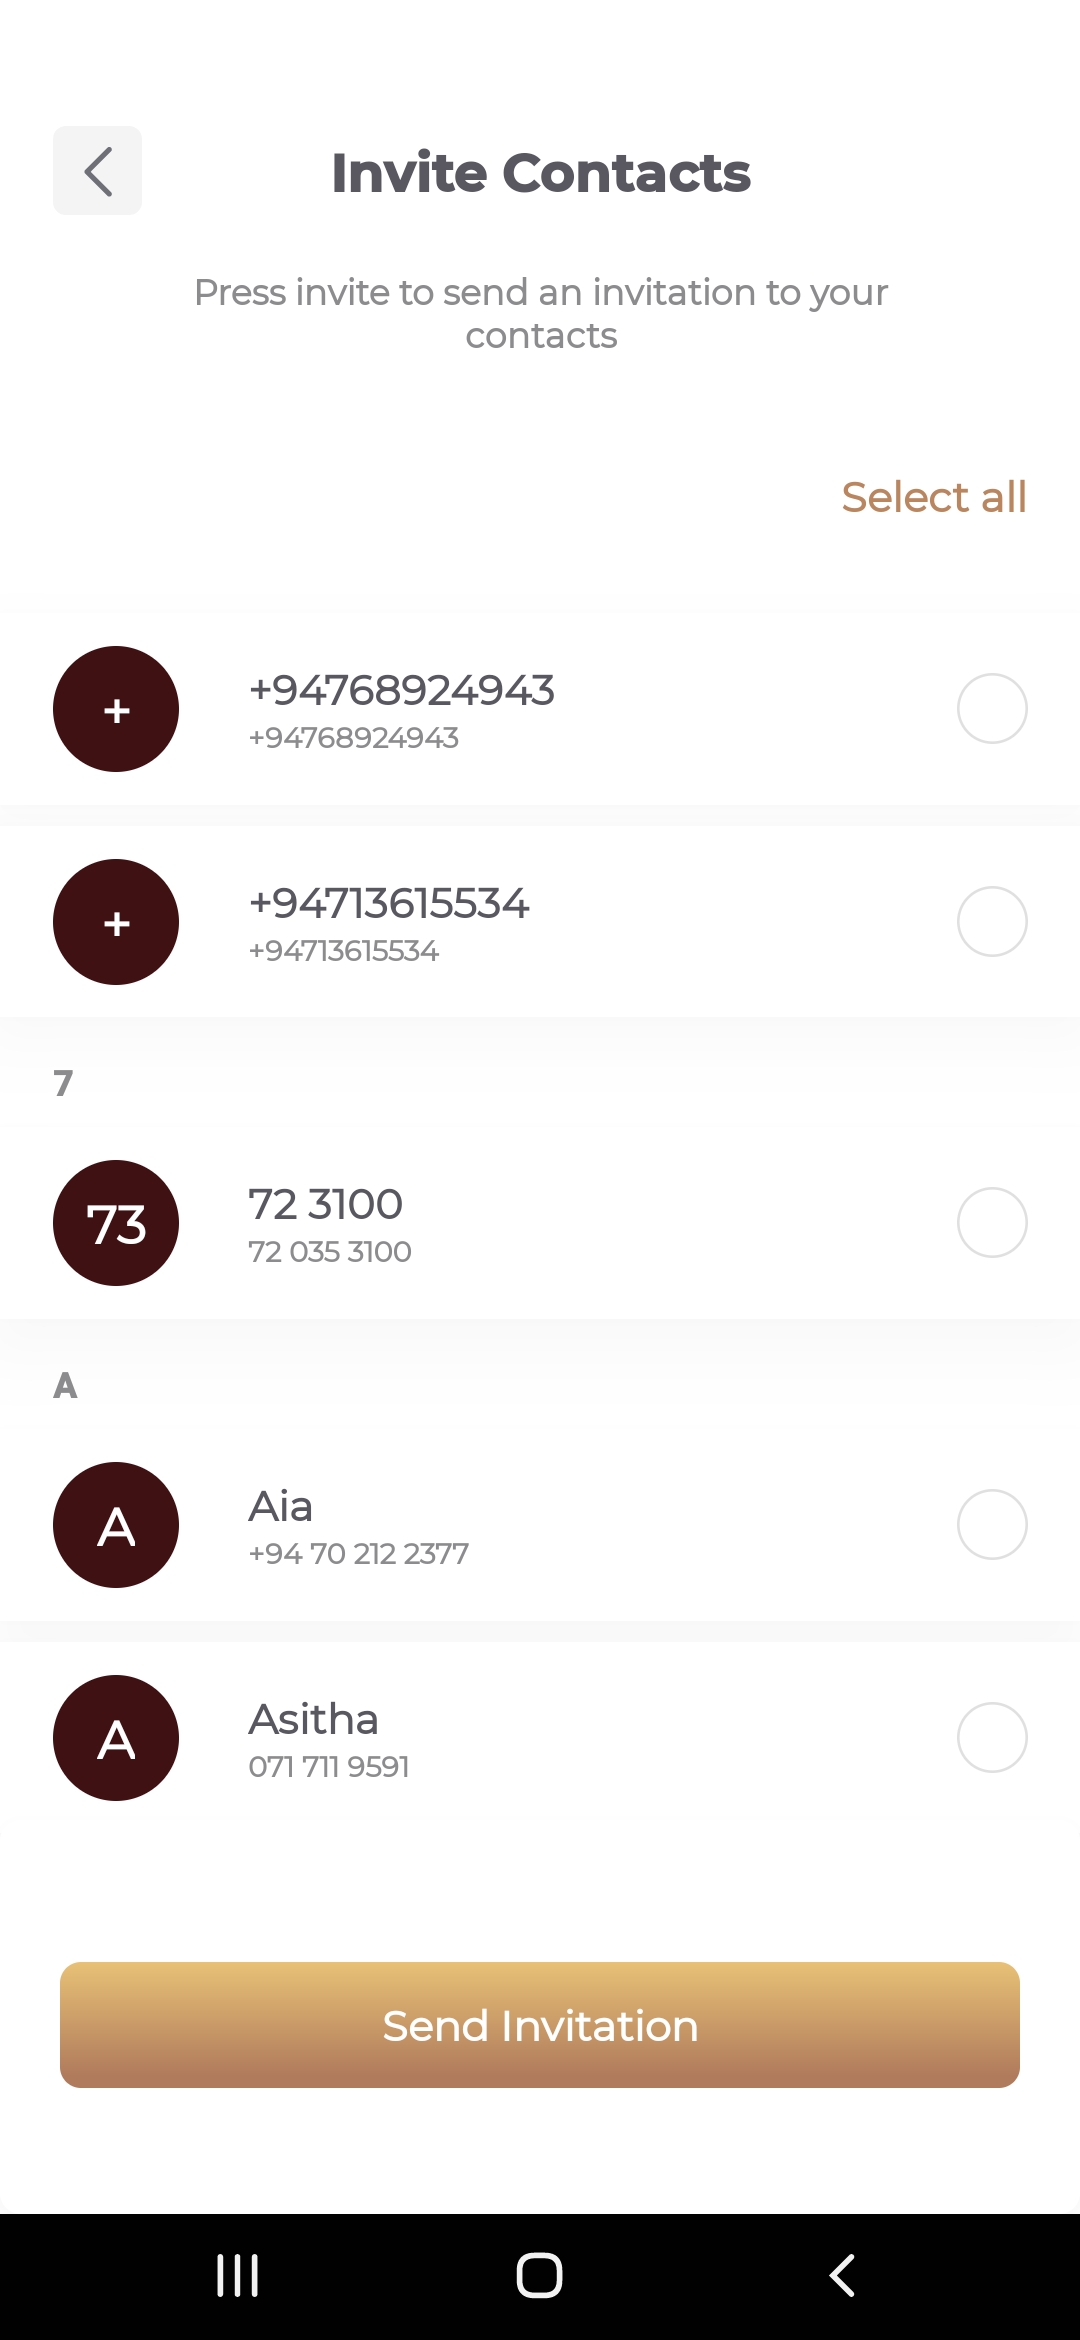 Invite Contacts
Press invite to send an invitation to your
contacts
Select all
+
+94768924943
+94768924943
+
+94713615534
+94713615534
7
73
72 3100
72 035 3100
A
A
Aia
+94 70 212 2377
A
Asitha
071 711 9591
Send Invitation